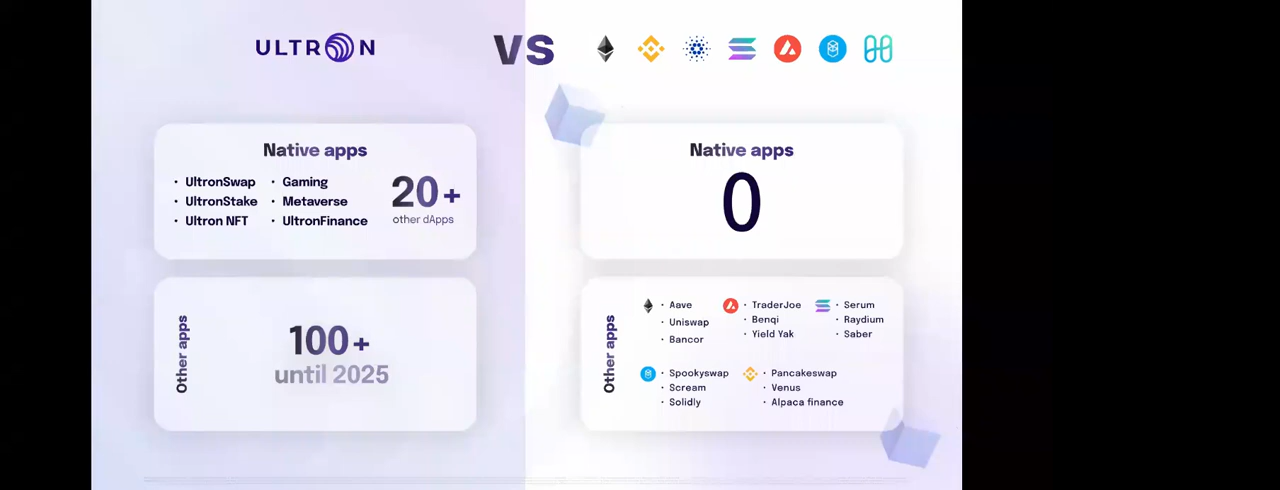 ULTRON
VS
Native apps
• UltronSwap
• UltronStake
• Ultron NFT
• Gaming
• Metaverse
• UltronFinance
20+
other dApps
Native apps
0
Other apps
100+
until 2025
Other apps
• Aave
• Uniswap
• Bancor
• TraderJoe
• Benqi
• Yield Yak
• Serum
• Raydium
• Saber
• Spookyswap
• Scream
• Solidly
• Pancakeswap
• Venus
• Alpaca finance